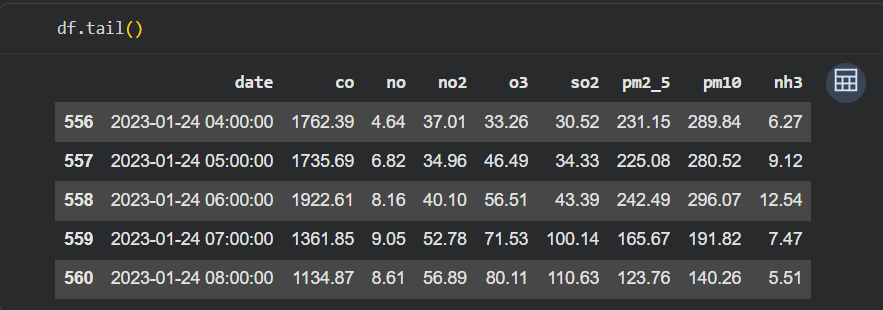 df.tail()
date co no no2 o3 so2 pm2_5 pm10 nh3
556 2023-01-24 04:00:00 1762.39 4.64 37.01 33.26 30.52 231.15 289.84 6.27
557 2023-01-24 05:00:00 1735.69 6.82 34.96 46.49 34.33 225.08 280.52 9.12
558 2023-01-24 06:00:00 1922.61 8.16 40.10 56.51 43.39 242.49 296.07 12.54
559 2023-01-24 07:00:00 1361.85 9.05 52.78 71.53 100.14 165.67 191.82 7.47
560 2023-01-24 08:00:00 1134.87 8.61 56.89 80.11 110.63 123.76 140.26 5.51